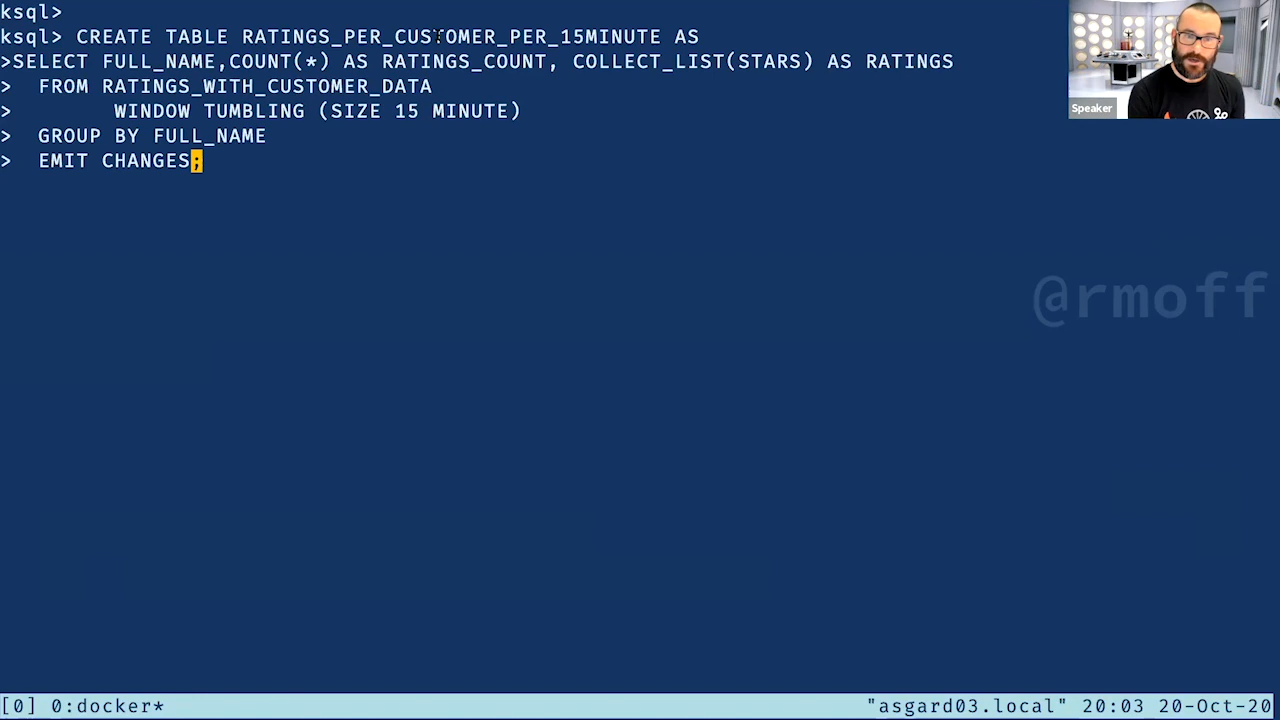 ksql>
ksql> CREATE TABLE RATINGS_PER_CUSTOMER_PER_15MINUTE AS
>SELECT FULL_NAME,COUNT(*) AS RATINGS_COUNT, COLLECT_LIST(STARS) AS RATINGS
>  FROM RATINGS_WITH_CUSTOMER_DATA
>        WINDOW TUMBLING (SIZE 15 MINUTE)
>  GROUP BY FULL_NAME
>  EMIT CHANGES;
Speaker
@rmoff
[0] 0:docker* "asgard03.local" 20:03 20-Oct-20